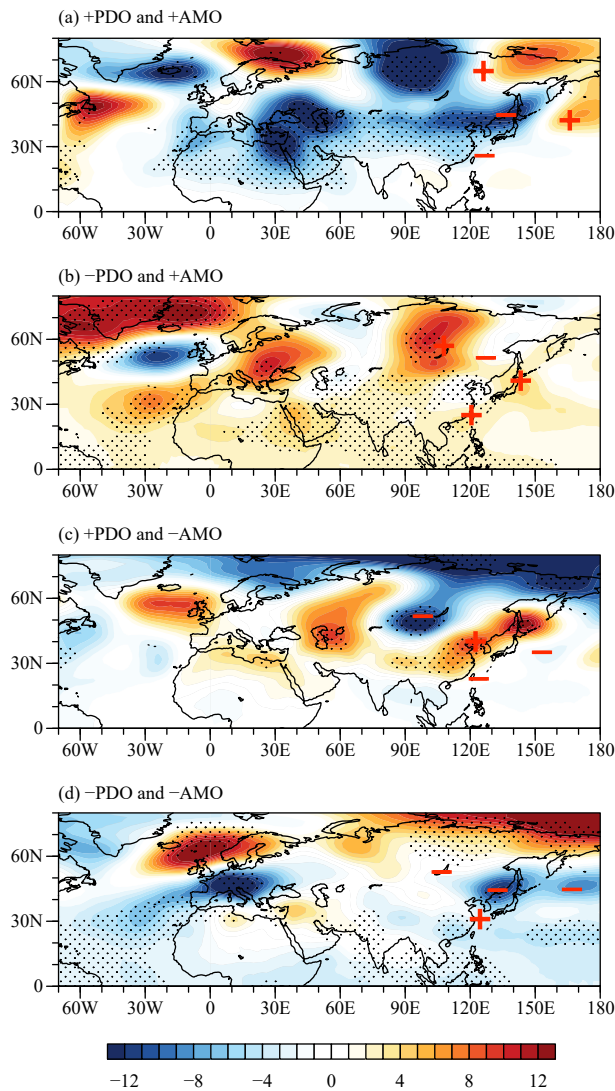 (a) +PDO and +AMO
60N
30N
0
60W 30W 0 30E 60E 90E 120E 150E 180
(b) −PDO and +AMO
60N
30N
0
60W 30W 0 30E 60E 90E 120E 150E 180
(c) +PDO and −AMO
60N
30N
0
60W 30W 0 30E 60E 90E 120E 150E 180
(d) −PDO and −AMO
60N
30N
0
60W 30W 0 30E 60E 90E 120E 150E 180
−12 −8 −4 0 4 8 12